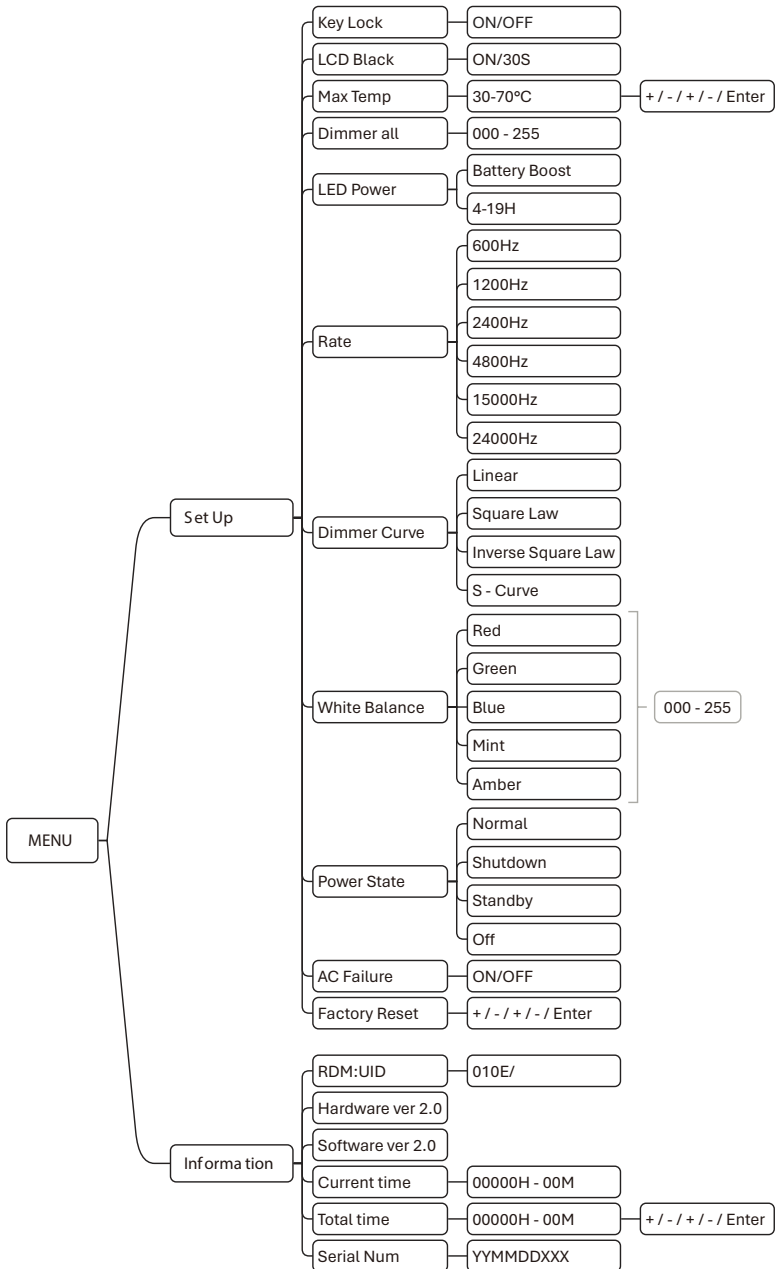 Key Lock
ON/OFF
LCD Black
ON/30S
Max Temp
30-70°C
+ / - / + / - / Enter
Dimmer all
000 - 255
LED Power
Battery Boost
4-19H
Rate
600Hz
1200Hz
2400Hz
4800Hz
15000Hz
24000Hz
Set Up
Dimmer Curve
Linear
Square Law
Inverse Square Law
S - Curve
White Balance
Red
Green
Blue
Mint
Amber
000 - 255
MENU
Power State
Normal
Shutdown
Standby
Off
AC Failure
ON/OFF
Factory Reset
+ / - / + / - / Enter
Information
RDM:UID
010E/
Hardware ver 2.0
Software ver 2.0
Current time
00000H - 00M
Total time
00000H - 00M
+ / - / + / - / Enter
Serial Num
YYMMDDXXX